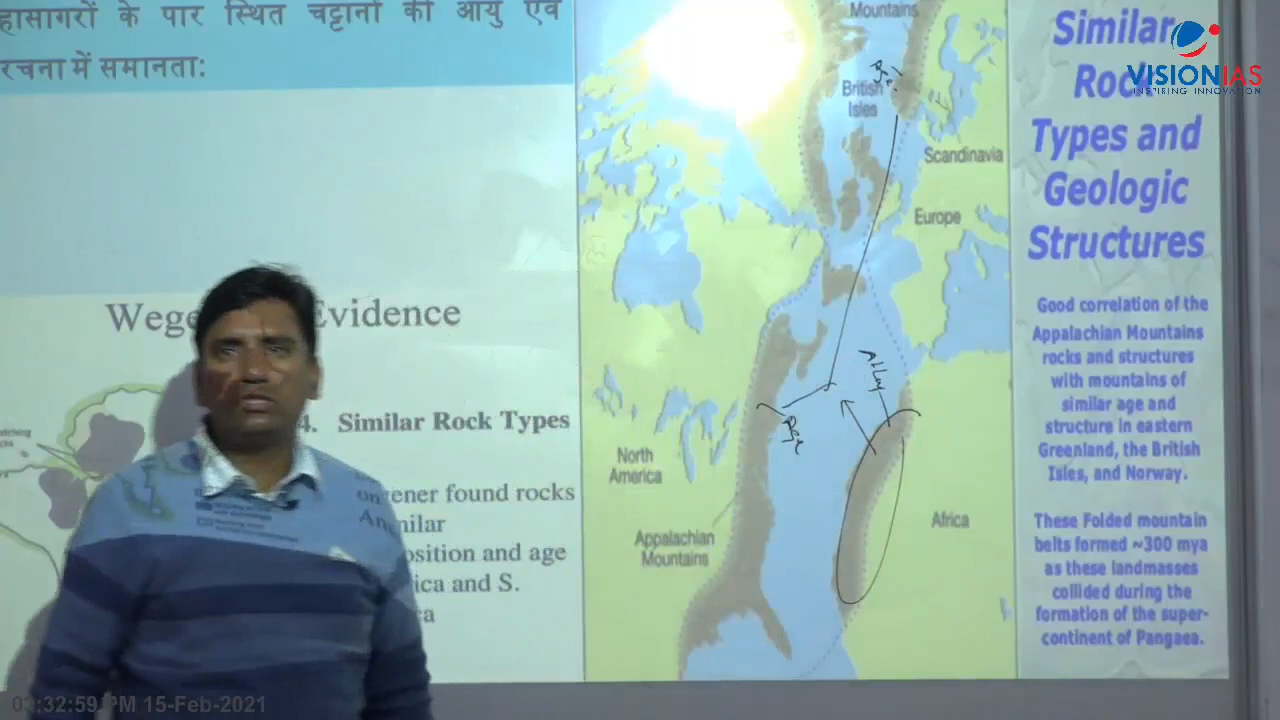 हासागरों के पार स्थित चट्टानों की आयु एवं
रचना में समानता:
Evidence
4. Similar Rock Types
ener found rocks
milar
osition and age
ica and S.
Mountains
British
Isles
Scandinavia
Europe
North
America
Appalachian
Mountains
Africa
Age
Similar
Rock
Types and
Geologic
Structures
Good correlation of the
Appalachian Mountains
rocks and structures
with mountains of
similar age and
structure in eastern
Greenland, the British
Isles, and Norway.
These Folded mountain
belts formed ~300 mya
as these landmasses
collided during the
formation of the super-
continent of Pangaea.
VISIONIAS
INSPIRING INNOVATION
:32:59 PM 15-Feb-2021